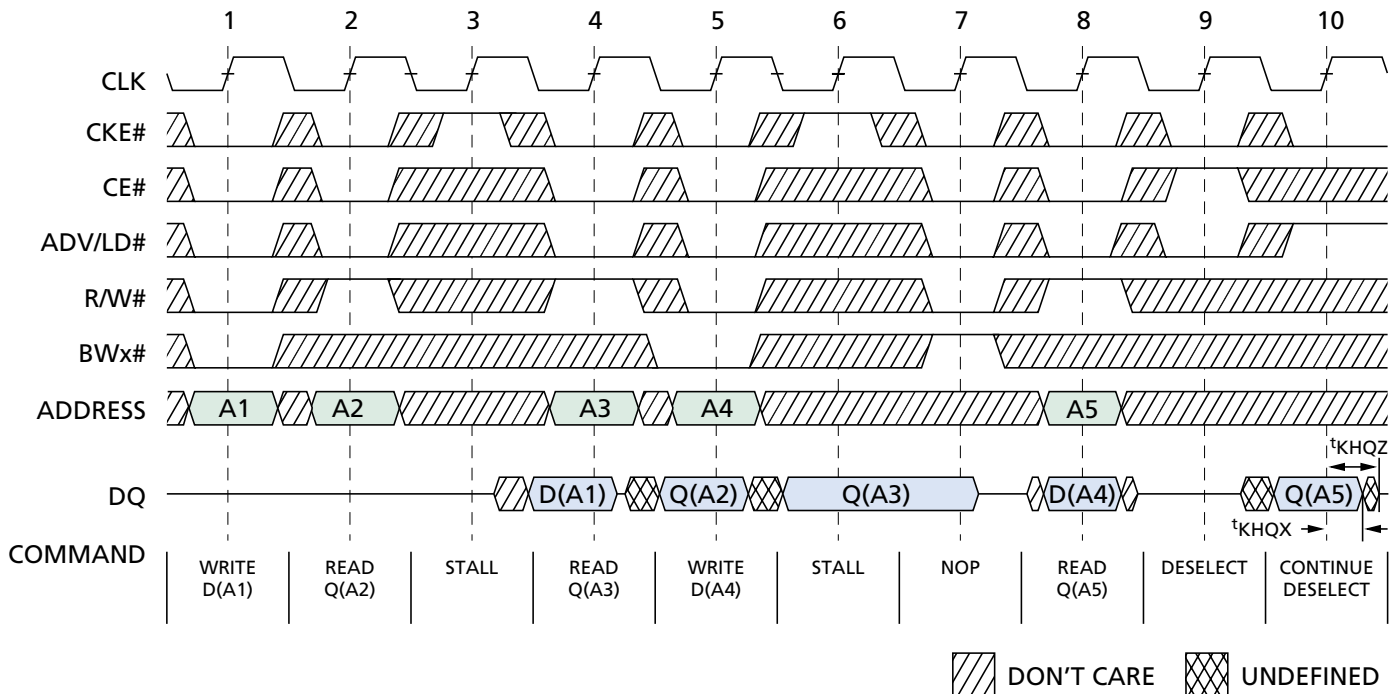 1 2 3 4 5 6 7 8 9 10
CLK
CKE#
CE#
ADV/LD#
R/W#
BWx#
ADDRESS A1 A2 A3 A4 A5
tKHQZ
DQ D(A1) Q(A2) Q(A3) D(A4) Q(A5)
tKHQX
COMMAND
WRITE READ STALL READ WRITE STALL NOP READ DESELECT CONTINUE
D(A1) Q(A2) Q(A3) D(A4) Q(A5) DESELECT
DON'T CARE UNDEFINED